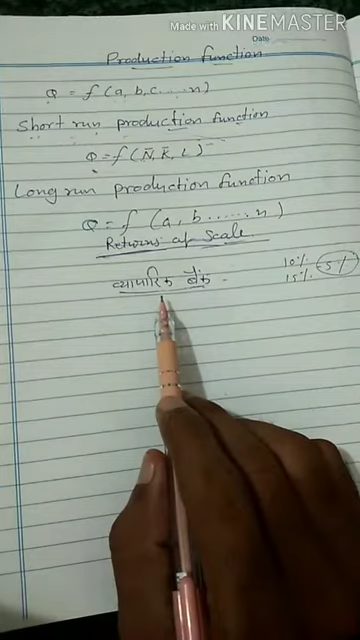 Made with KINEMASTER
Date
Production function
Q = f (a, b, c.....n)
Short run production function
Q = f (N̄, K̄, L)
Long run production function
Q = f (a, b ...... n)
Returns of Scale
व्यापारिक बैंक -
10%
15%
5%